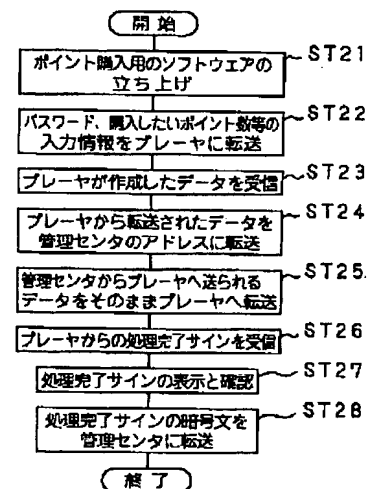 開始
ポイント購入用のソフトウェアの
立ち上げ
ST21
パスワード、購入したいポイント数等の
入力情報をプレーヤに転送
ST22
プレーヤが作成したデータを受信
ST23
プレーヤから転送されたデータを
管理センタのアドレスに転送
ST24
管理センタからプレーヤへ送られる
データをそのままプレーヤへ転送
ST25
プレーヤからの処理完了サインを受信
ST26
処理完了サインの表示と確認
ST27
処理完了サインの暗号文を
管理センタに転送
ST28
終了